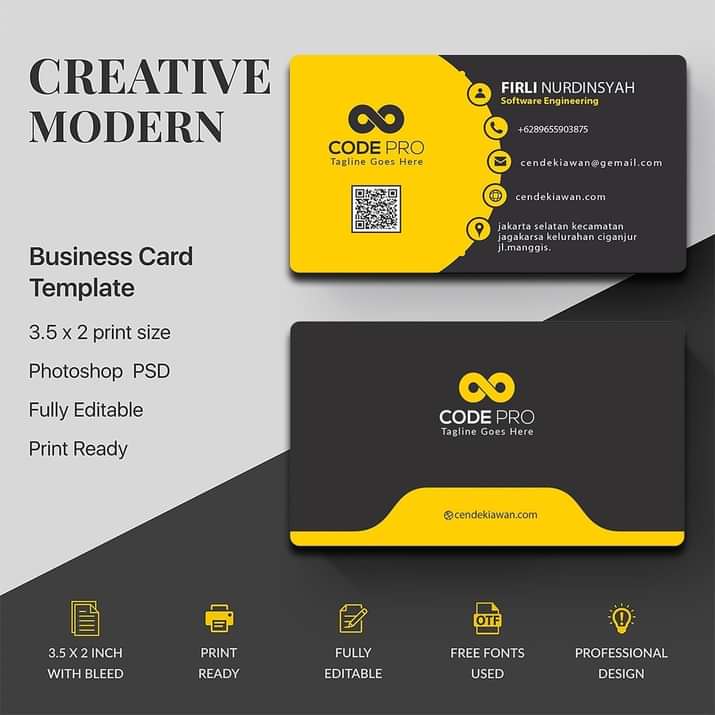 CREATIVE
MODERN
Business Card
Template
3.5 x 2 print size
Photoshop PSD
Fully Editable
Print Ready
CODE PRO
Tagline Goes Here
FIRLI NURDINSYAH
Software Engineering
+6289655903875
cendekiawan@gemail.com
cendekiawan.com
jakarta selatan kecamatan
jagakarsa kelurahan ciganjur
jl.manggis.
CODE PRO
Tagline Goes Here
cendekiawan.com
3.5 X 2 INCH
WITH BLEED
PRINT
READY
FULLY
EDITABLE
OTF
FREE FONTS
USED
PROFESSIONAL
DESIGN